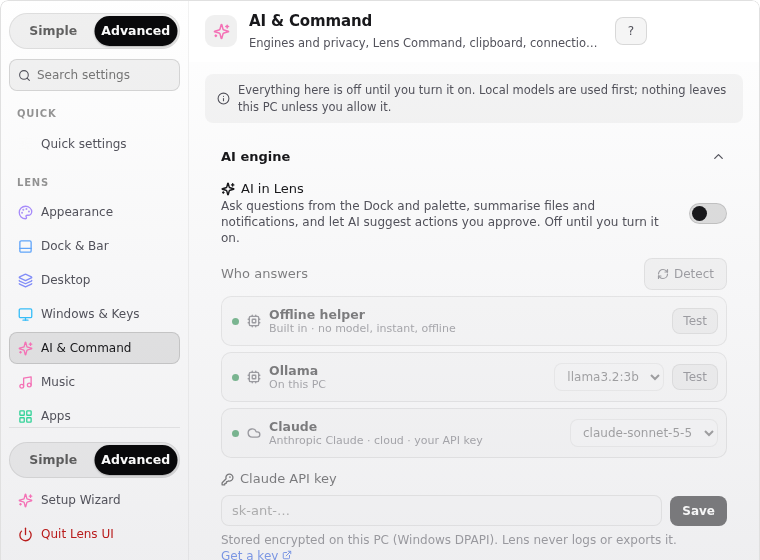 Simple Advanced
Search settings
QUICK
Quick settings
LENS
Appearance
Dock & Bar
Desktop
Windows & Keys
AI & Command
Music
Apps
Simple Advanced
Setup Wizard
Quit Lens UI
AI & Command
Engines and privacy, Lens Command, clipboard, connectio...
?
Everything here is off until you turn it on. Local models are used first; nothing leaves
this PC unless you allow it.
AI engine
AI in Lens
Ask questions from the Dock and palette, summarise files and
notifications, and let AI suggest actions you approve. Off until you turn it
on.
Who answers
Detect
Offline helper
Built in · no model, instant, offline
Test
Ollama
On this PC
llama3.2:3b
Test
Claude
Anthropic Claude · cloud · your API key
claude-sonnet-5-5
Claude API key
sk-ant-...
Save
Stored encrypted on this PC (Windows DPAPI). Lens never logs or exports it.
Get a key